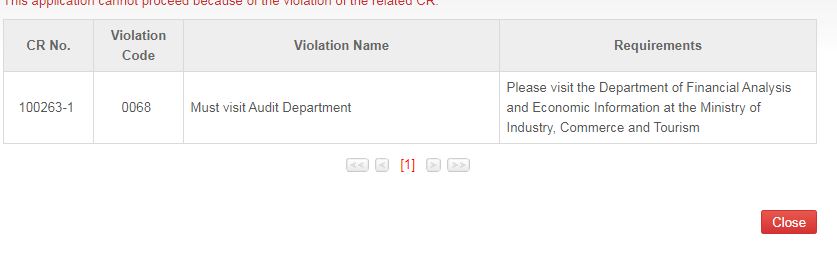 This application cannot proceed because of the violation of the related CR.
CR No.
Violation
Code
Violation Name
Requirements
100263-1
0068
Must visit Audit Department
Please visit the Department of Financial Analysis
and Economic Information at the Ministry of
Industry, Commerce and Tourism
<< < [1] > >>
Close